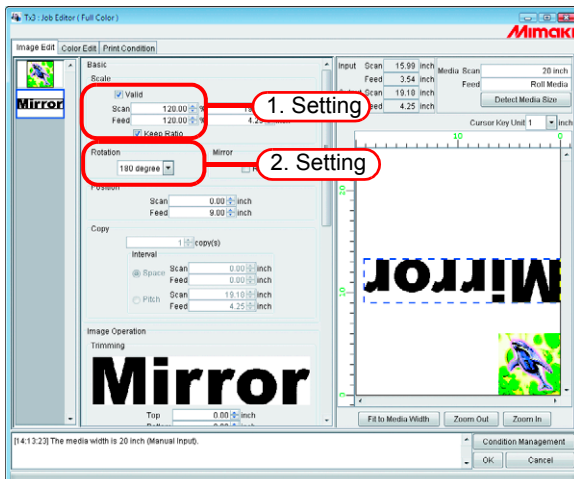 Tx3 : Job Editor ( Full Color )
Mimaki
Image Edit Color Edit Print Condition
Basic
Scale
Valid
Scan 120.00 %
Feed 120.00 % 4.25 inch
Keep Ratio
1. Setting
Rotation Mirror
180 degree
2. Setting
Position
Scan 0.00 inch
Feed 9.00 inch
Copy
1 copy(s)
Interval
Space Scan 0.00 inch
Feed 0.00 inch
Pitch Scan 19.10 inch
Feed 4.25 inch
Image Operation
Trimming
Mirror
Top 0.00 inch
Mirror
Input Scan 15.99 inch
Feed 3.54 inch
Scan 19.10 inch
Feed 4.25 inch
Media Scan 20 inch
Feed Roll Media
Detect Media Size
Cursor Key Unit 1 inch
10 0
20
10
0
Mirror
Fit to Media Width Zoom Out Zoom In
[14:13:23] The media width is 20 inch (Manual Input).
Condition Management
OK Cancel